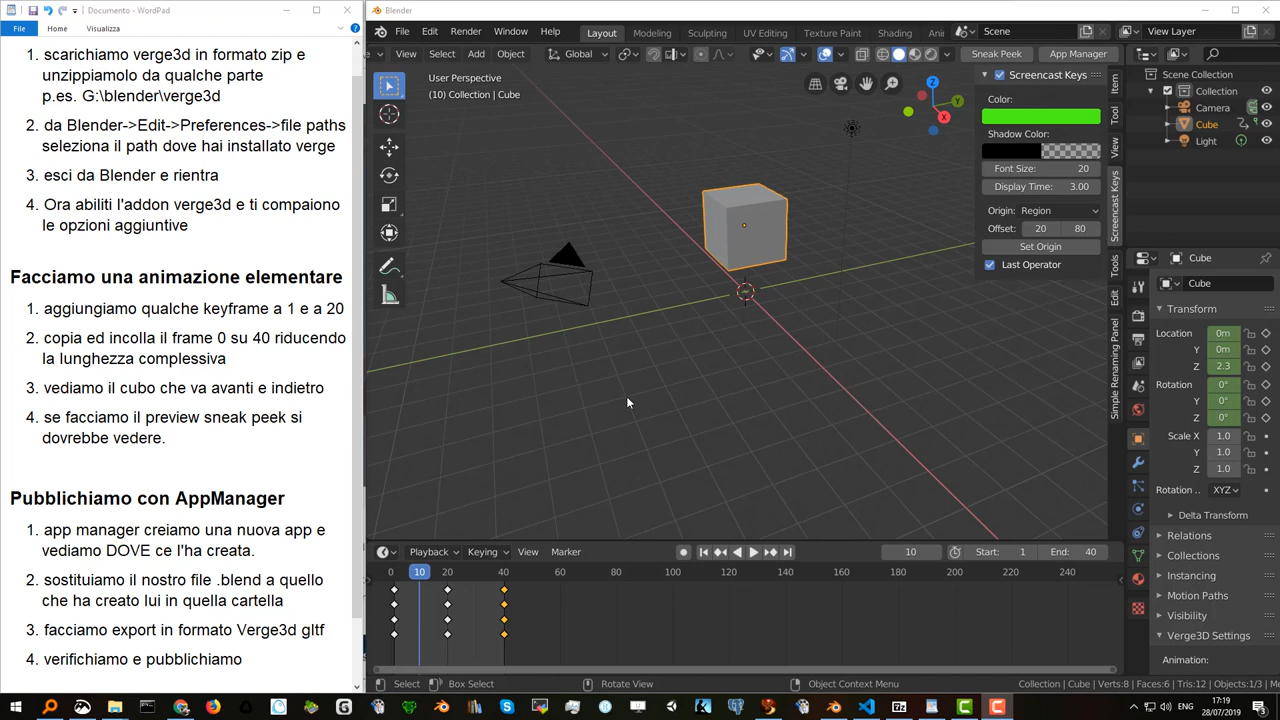 Documento - WordPad
File Home Visualizza
1. scarichiamo verge3d in formato zip e
unzippiamolo da qualche parte
p.es. G:\blender\verge3d
2. da Blender->Edit->Preferences->file paths
seleziona il path dove hai installato verge
3. esci da Blender e rientra
4. Ora abiliti l'addon verge3d e ti compaiono
le opzioni aggiuntive
Facciamo una animazione elementare
1. aggiungiamo qualche keyframe a 1 e a 20
2. copia ed incolla il frame 0 su 40 riducendo
la lunghezza complessiva
3. vediamo il cubo che va avanti e indietro
4. se facciamo il preview sneak peek si
dovrebbe vedere.
Pubblichiamo con AppManager
1. app manager creiamo una nuova app e
vediamo DOVE ce l'ha creata.
2. sostituiamo il nostro file .blend a quello
che ha creato lui in quella cartella
3. facciamo export in formato Verge3d gltf
4. verifichiamo e pubblichiamo
Blender
File Edit Render Window Help Layout Modeling Sculpting UV Editing Texture Paint Shading Ani Scene View Layer
View Select Add Object Global Sneak Peek App Manager
User Perspective
(10) Collection | Cube
Screencast Keys
Color:
Shadow Color:
Font Size: 20
Display Time: 3.00
Origin: Region
Offset: 20 80
Set Origin
Last Operator
Item
Tool
View
Screencast Keys
Tools
Edit
Simple Renaming Panel
X
Y
Z
Scene Collection
Collection
Camera
Cube
Light
Cube
Cube
Transform
Location 0m
Y 0m
Z 2.3
Rotation 0°
Y 0°
Z 0°
Scale X 1.0
Y 1.0
Z 1.0
Rotation .. XYZ
Delta Transform
Relations
Collections
Instancing
Motion Paths
Visibility
Verge3D Settings
Animation:
Playback Keying View Marker 10 Start: 1 End: 40
0 10 20 40 60 80 100 120 140 160 180 200 220 240
Select Box Select Rotate View Object Context Menu Collection | Cube | Verts:8 | Faces:6 | Tris:12 | Objects:1/3 | Mem
ENG 17:19
28/07/2019